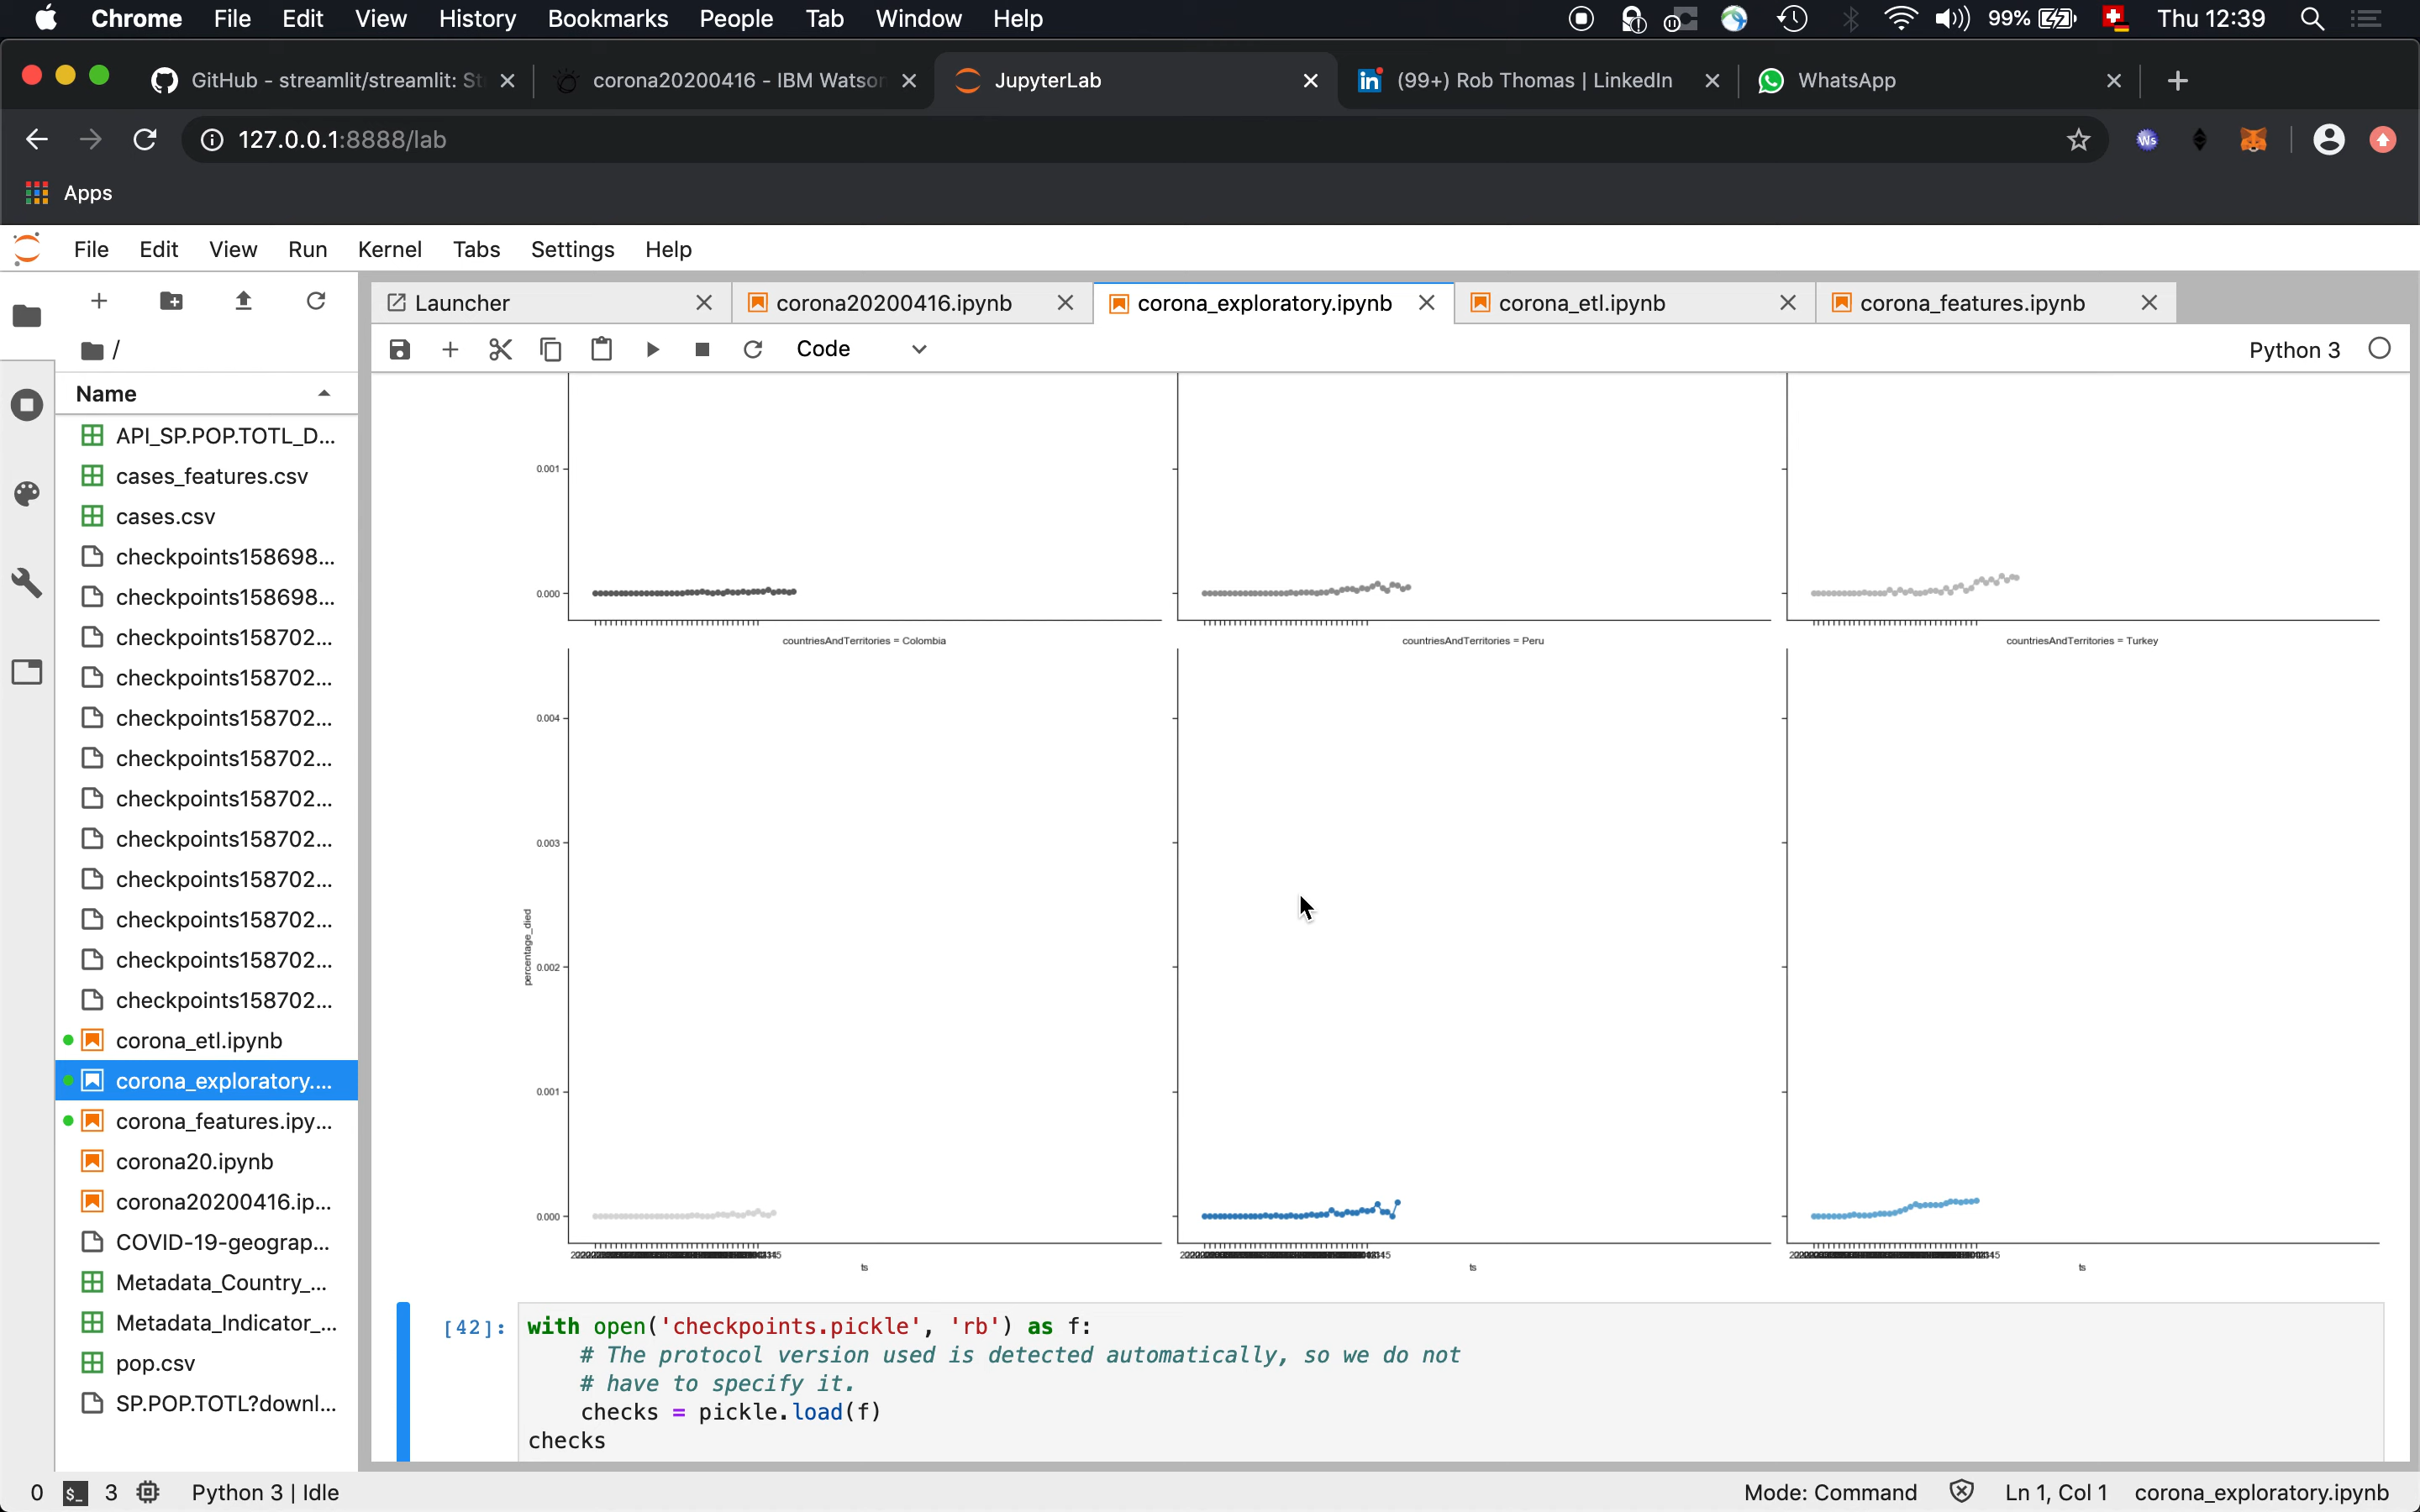 Chrome File Edit View History Bookmarks People Tab Window Help 99% Thu 12:39
GitHub - streamlit/streamlit: St
corona20200416 - IBM Watson
JupyterLab
(99+) Rob Thomas | LinkedIn
WhatsApp
127.0.0.1:8888/lab
Ws
Apps
File Edit View Run Kernel Tabs Settings Help
Launcher
corona20200416.ipynb
corona_exploratory.ipynb
corona_etl.ipynb
corona_features.ipynb
/
Code
Python 3
Name
API_SP.POP.TOTL_D...
cases_features.csv
cases.csv
checkpoints158698...
checkpoints158698...
checkpoints158702...
checkpoints158702...
checkpoints158702...
checkpoints158702...
checkpoints158702...
checkpoints158702...
checkpoints158702...
checkpoints158702...
checkpoints158702...
checkpoints158702...
corona_etl.ipynb
corona_exploratory....
corona_features.ipy...
corona20.ipynb
corona20200416.ip...
COVID-19-geograp...
Metadata_Country_...
Metadata_Indicator_...
pop.csv
SP.POP.TOTL?downl...
0.001
0.000
countriesAndTerritories = Colombia
countriesAndTerritories = Peru
countriesAndTerritories = Turkey
0.004
0.003
percentage_died
0.002
0.001
0.000
ts
ts
ts
[42]:
with open('checkpoints.pickle', 'rb') as f:
# The protocol version used is detected automatically, so we do not
# have to specify it.
checks = pickle.load(f)
checks
0 $_ 3 Python 3 | Idle
Mode: Command Ln 1, Col 1 corona_exploratory.ipynb